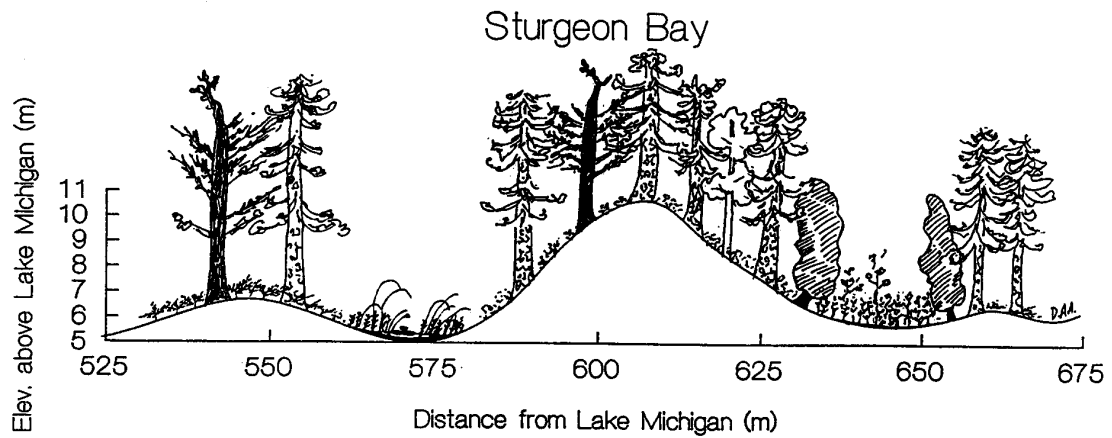 Sturgeon Bay
Elev. above Lake Michigan (m)
11
10
9
8
7
6
5
525 550 575 600 625 650 675
D.A.A.
Distance from Lake Michigan (m)